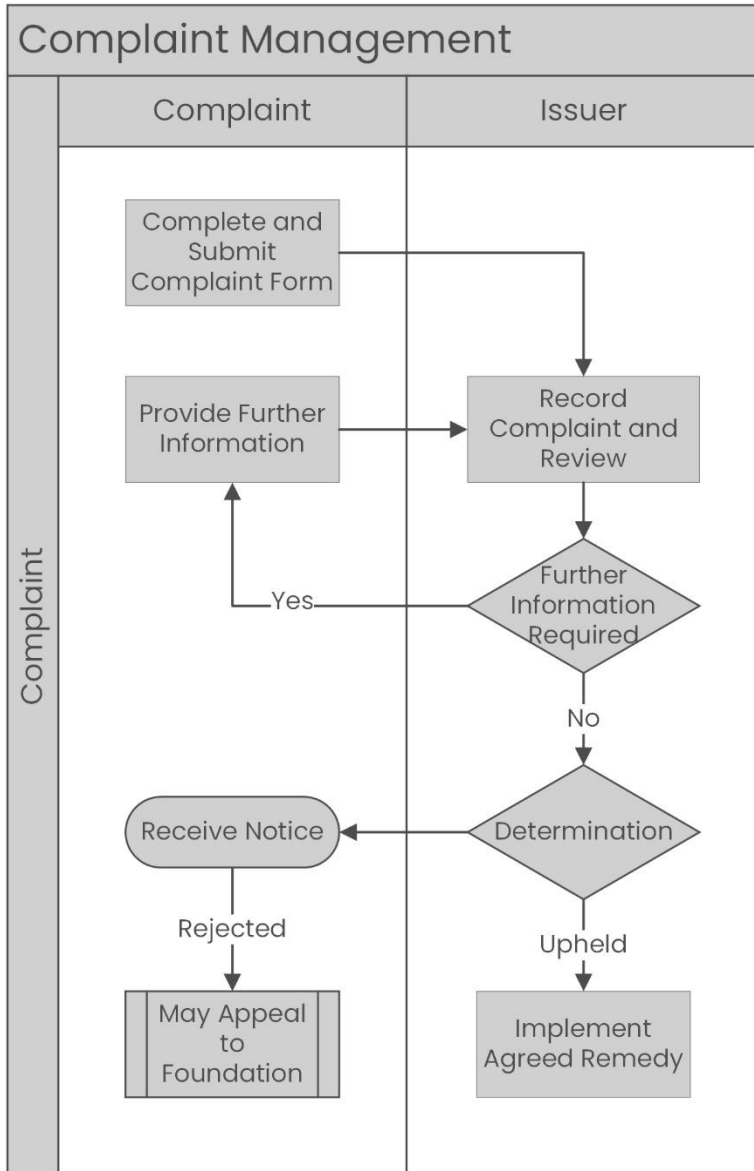 Complaint Management
Complaint
Complaint
Issuer
Complete and
Submit
Complaint Form
Provide Further
Information
Record
Complaint and
Review
Further
Information
Required
Yes
No
Receive Notice
Determination
Rejected
Upheld
May Appeal
to
Foundation
Implement
Agreed Remedy